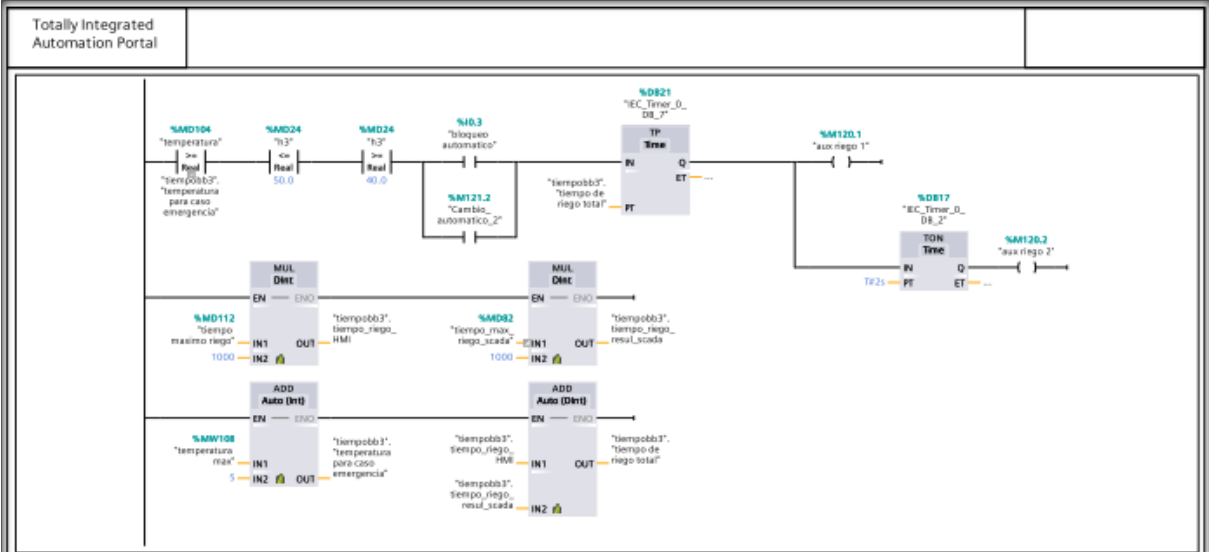 Totally Integrated
Automation Portal
%MD104
"temperatura"
>=
Real
"tiempobb3".
"temperatura
para caso
emergencia"
%MD24
"h3"
<=
Real
50.0
%MD24
"h3"
>=
Real
40.0
%I0.3
"bloqueo
automatico"
%M121.2
"Cambio_
automatico_2"
%DB21
"IEC_Timer_0_
DB_7"
TP
Time
IN
Q
ET
...
"tiempobb3".
"tiempo de
riego total"
PT
%M120.1
"aux riego 1"
%DB17
"IEC_Timer_0_
DB_2"
TON
Time
IN
Q
T#2s
PT
ET
...
%M120.2
"aux riego 2"
MUL
DInt
EN
ENO
%MD112
"tiempo
maximo riego"
IN1
OUT
"tiempobb3".
tiempo_riego_
HMI
1000
IN2
MUL
DInt
EN
ENO
%MD82
"tiempo_max_
riego_scada"
IN1
OUT
"tiempobb3".
tiempo_riego_
resul_scada
1000
IN2
ADD
Auto (Int)
EN
ENO
%MW108
"temperatura
max"
IN1
5
IN2
OUT
"tiempobb3".
"temperatura
para caso
emergencia"
ADD
Auto (DInt)
EN
ENO
"tiempobb3".
tiempo_riego_
HMI
IN1
OUT
"tiempobb3".
"tiempo de
riego total"
"tiempobb3".
tiempo_riego_
resul_scada
IN2